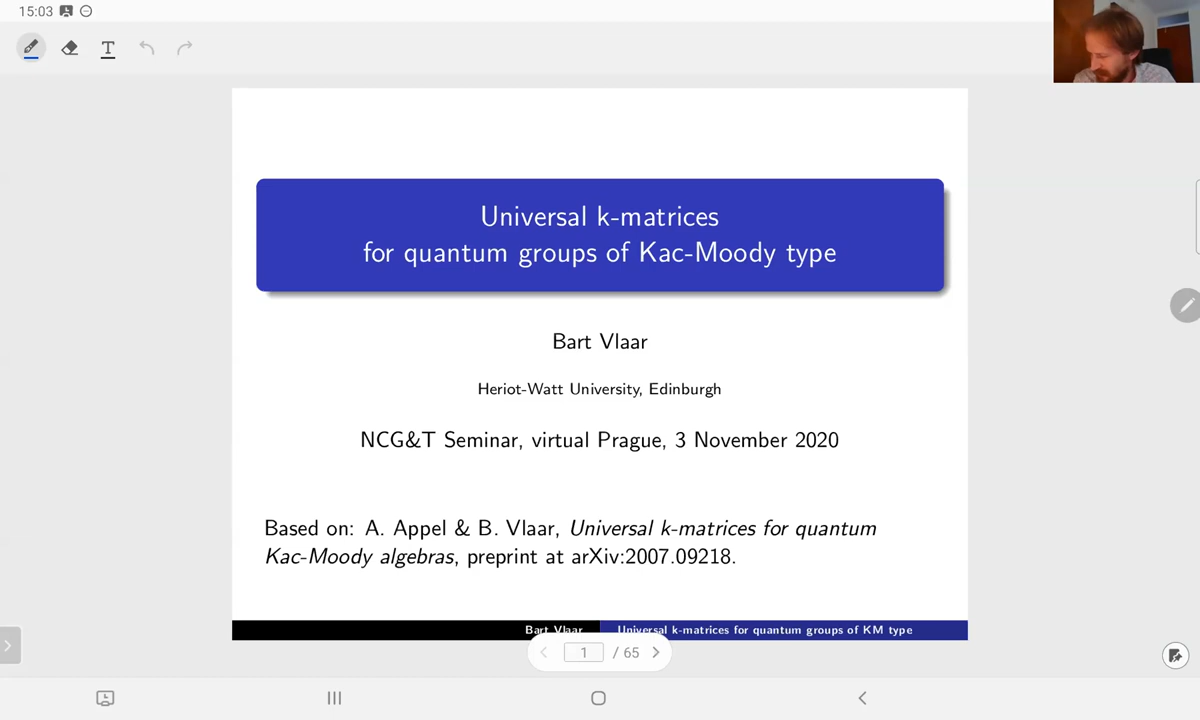 15:03
T
Universal k-matrices
for quantum groups of Kac-Moody type
Bart Vlaar
Heriot-Watt University, Edinburgh
NCG&T Seminar, virtual Prague, 3 November 2020
Based on: A. Appel & B. Vlaar, Universal k-matrices for quantum
Kac-Moody algebras, preprint at arXiv:2007.09218.
Bart Vlaar Universal k-matrices for quantum groups of KM type
1 / 65